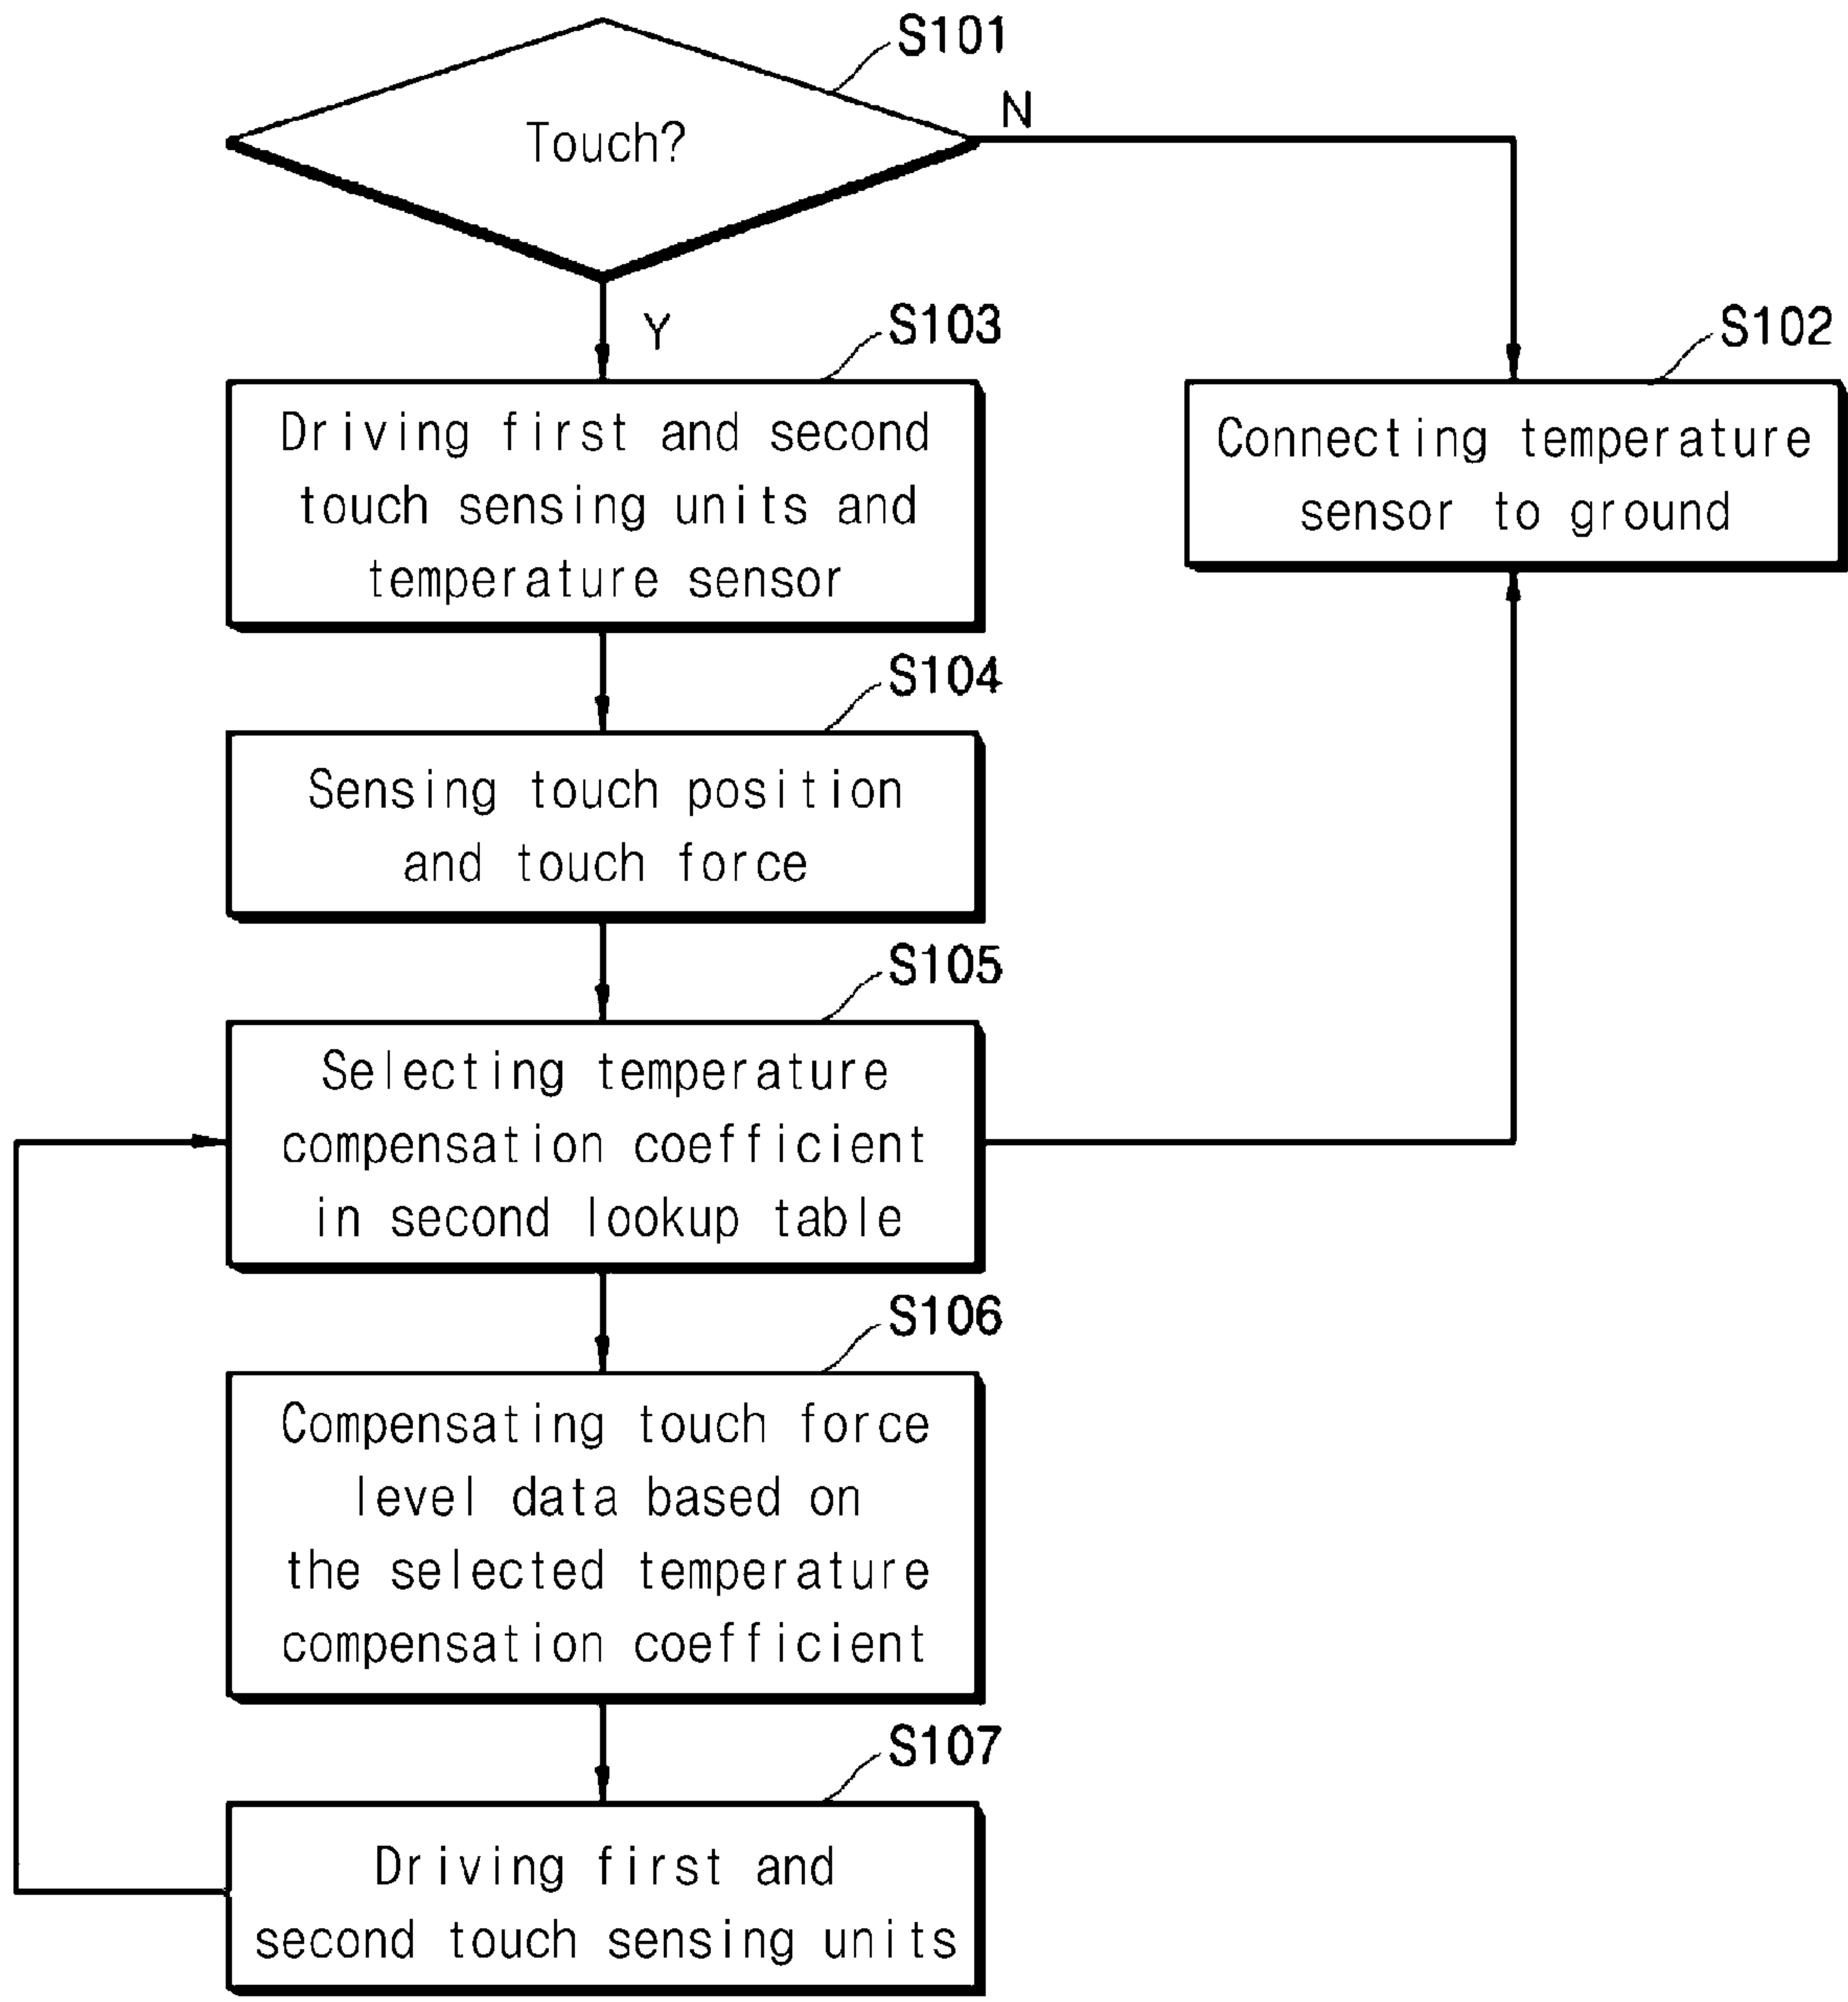 S101
Touch?
N
Y
S103
S102
Driving first and second
touch sensing units and
temperature sensor
Connecting temperature
sensor to ground
S104
Sensing touch position
and touch force
S105
Selecting temperature
compensation coefficient
in second lookup table
S106
Compensating touch force
level data based on
the selected temperature
compensation coefficient
S107
Driving first and
second touch sensing units